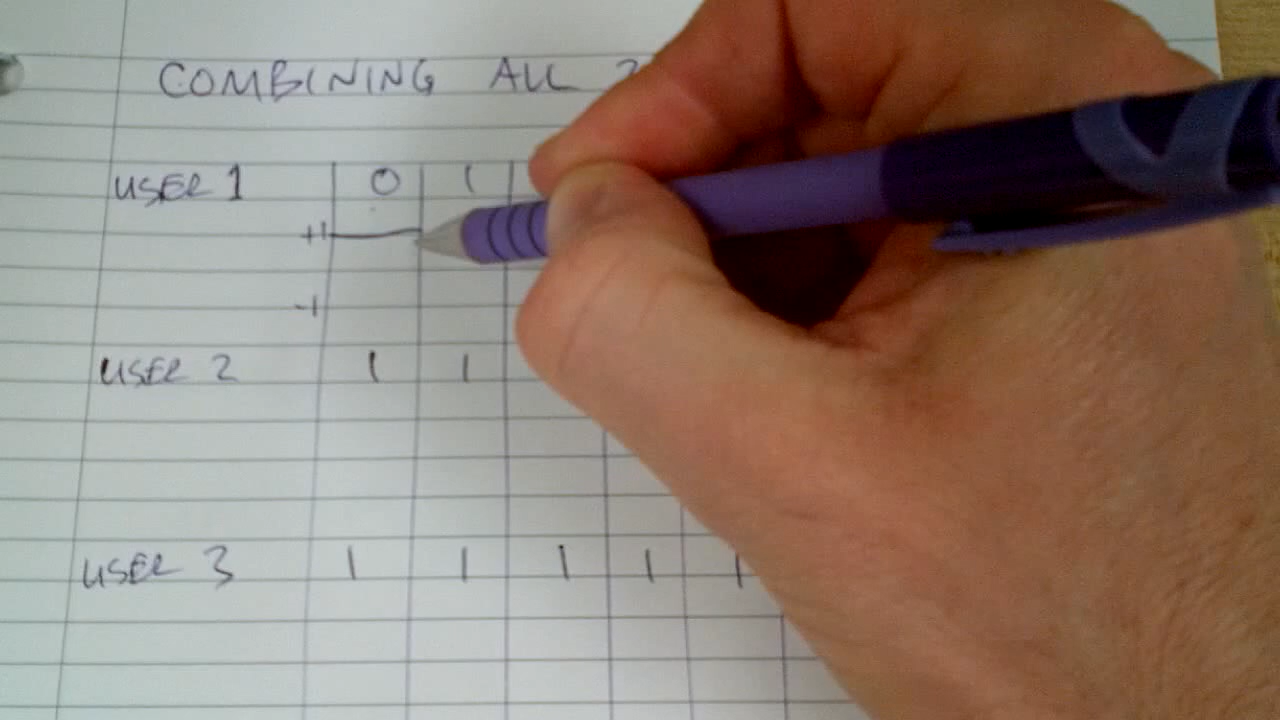 COMBINING ALL
USER 1 0 1
+1
-1
USER 2 1 1
USER 3 1 1 1 1 1